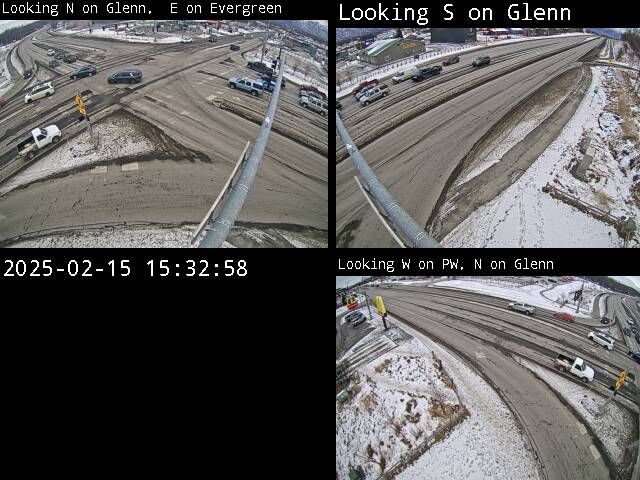 Looking N on Glenn, E on Evergreen
Looking S on Glenn
2025-02-15 15:32:58
Looking W on PW, N on Glenn